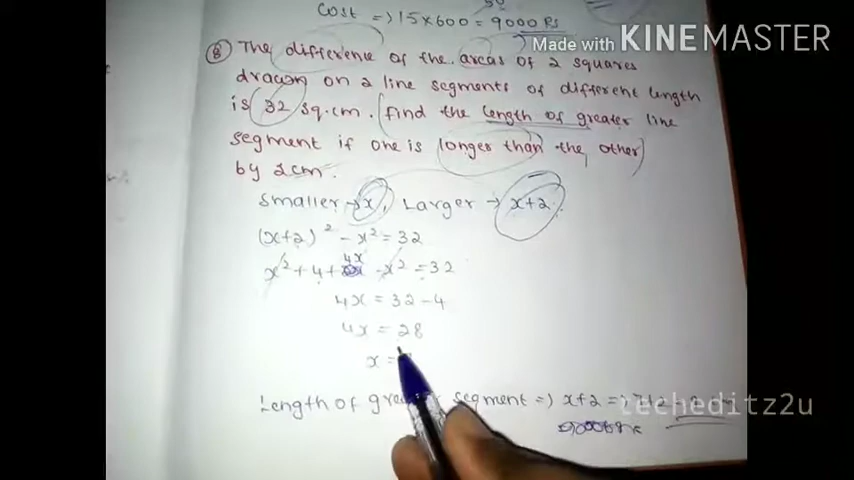 Cost => 15x600 = 9000 Rs
Made with KINEMASTER
8 The difference of the areas of 2 squares
drawn on 2 line segments of different length
is 32 sq.cm. find the length of greater line
segment if one is longer than the other
by 2cm.
Smaller → x, Larger → x+2.
(x+2)² - x² = 32
x² + 4 + 4x - x² = 32
4x = 32 - 4
4x = 28
x =
Length of segment => x+2 =
techeditz2u